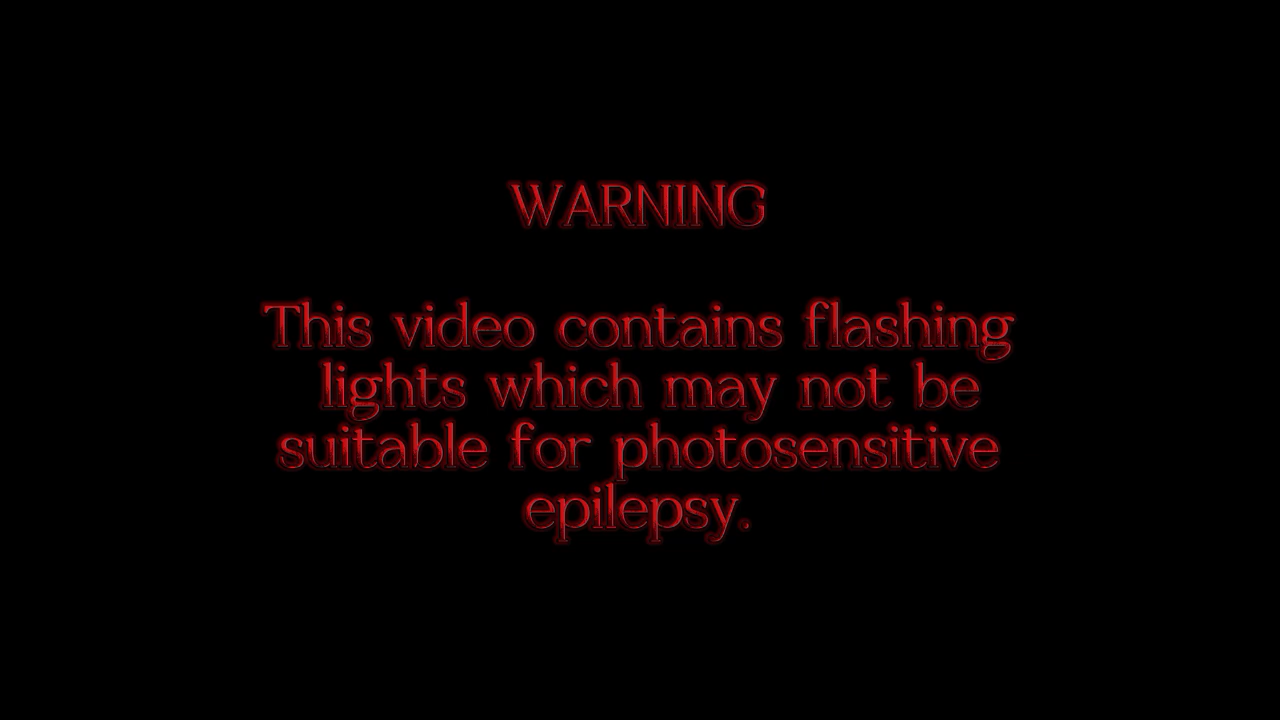 WARNING
This video contains flashing
lights which may not be
suitable for photosensitive
epilepsy.